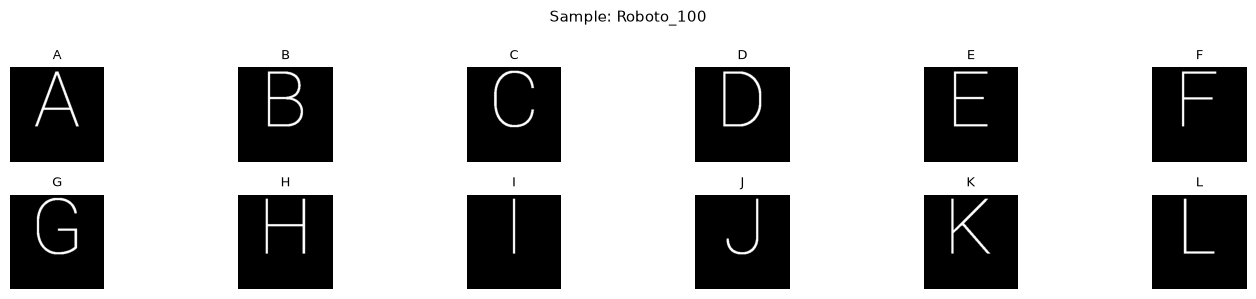 Sample: Roboto_100
A B C D E F
A B C D E F
G H I J K L
G H I J K L